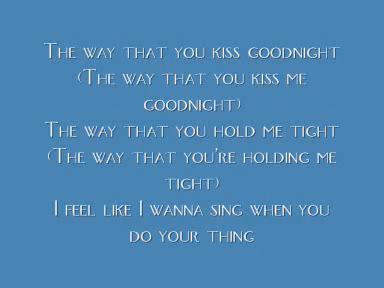 The way that you kiss goodnight
(The way that you kiss me
goodnight)
The way that you hold me tight
(The way that you're holding me
tight)
I feel like I wanna sing when you
do your thing